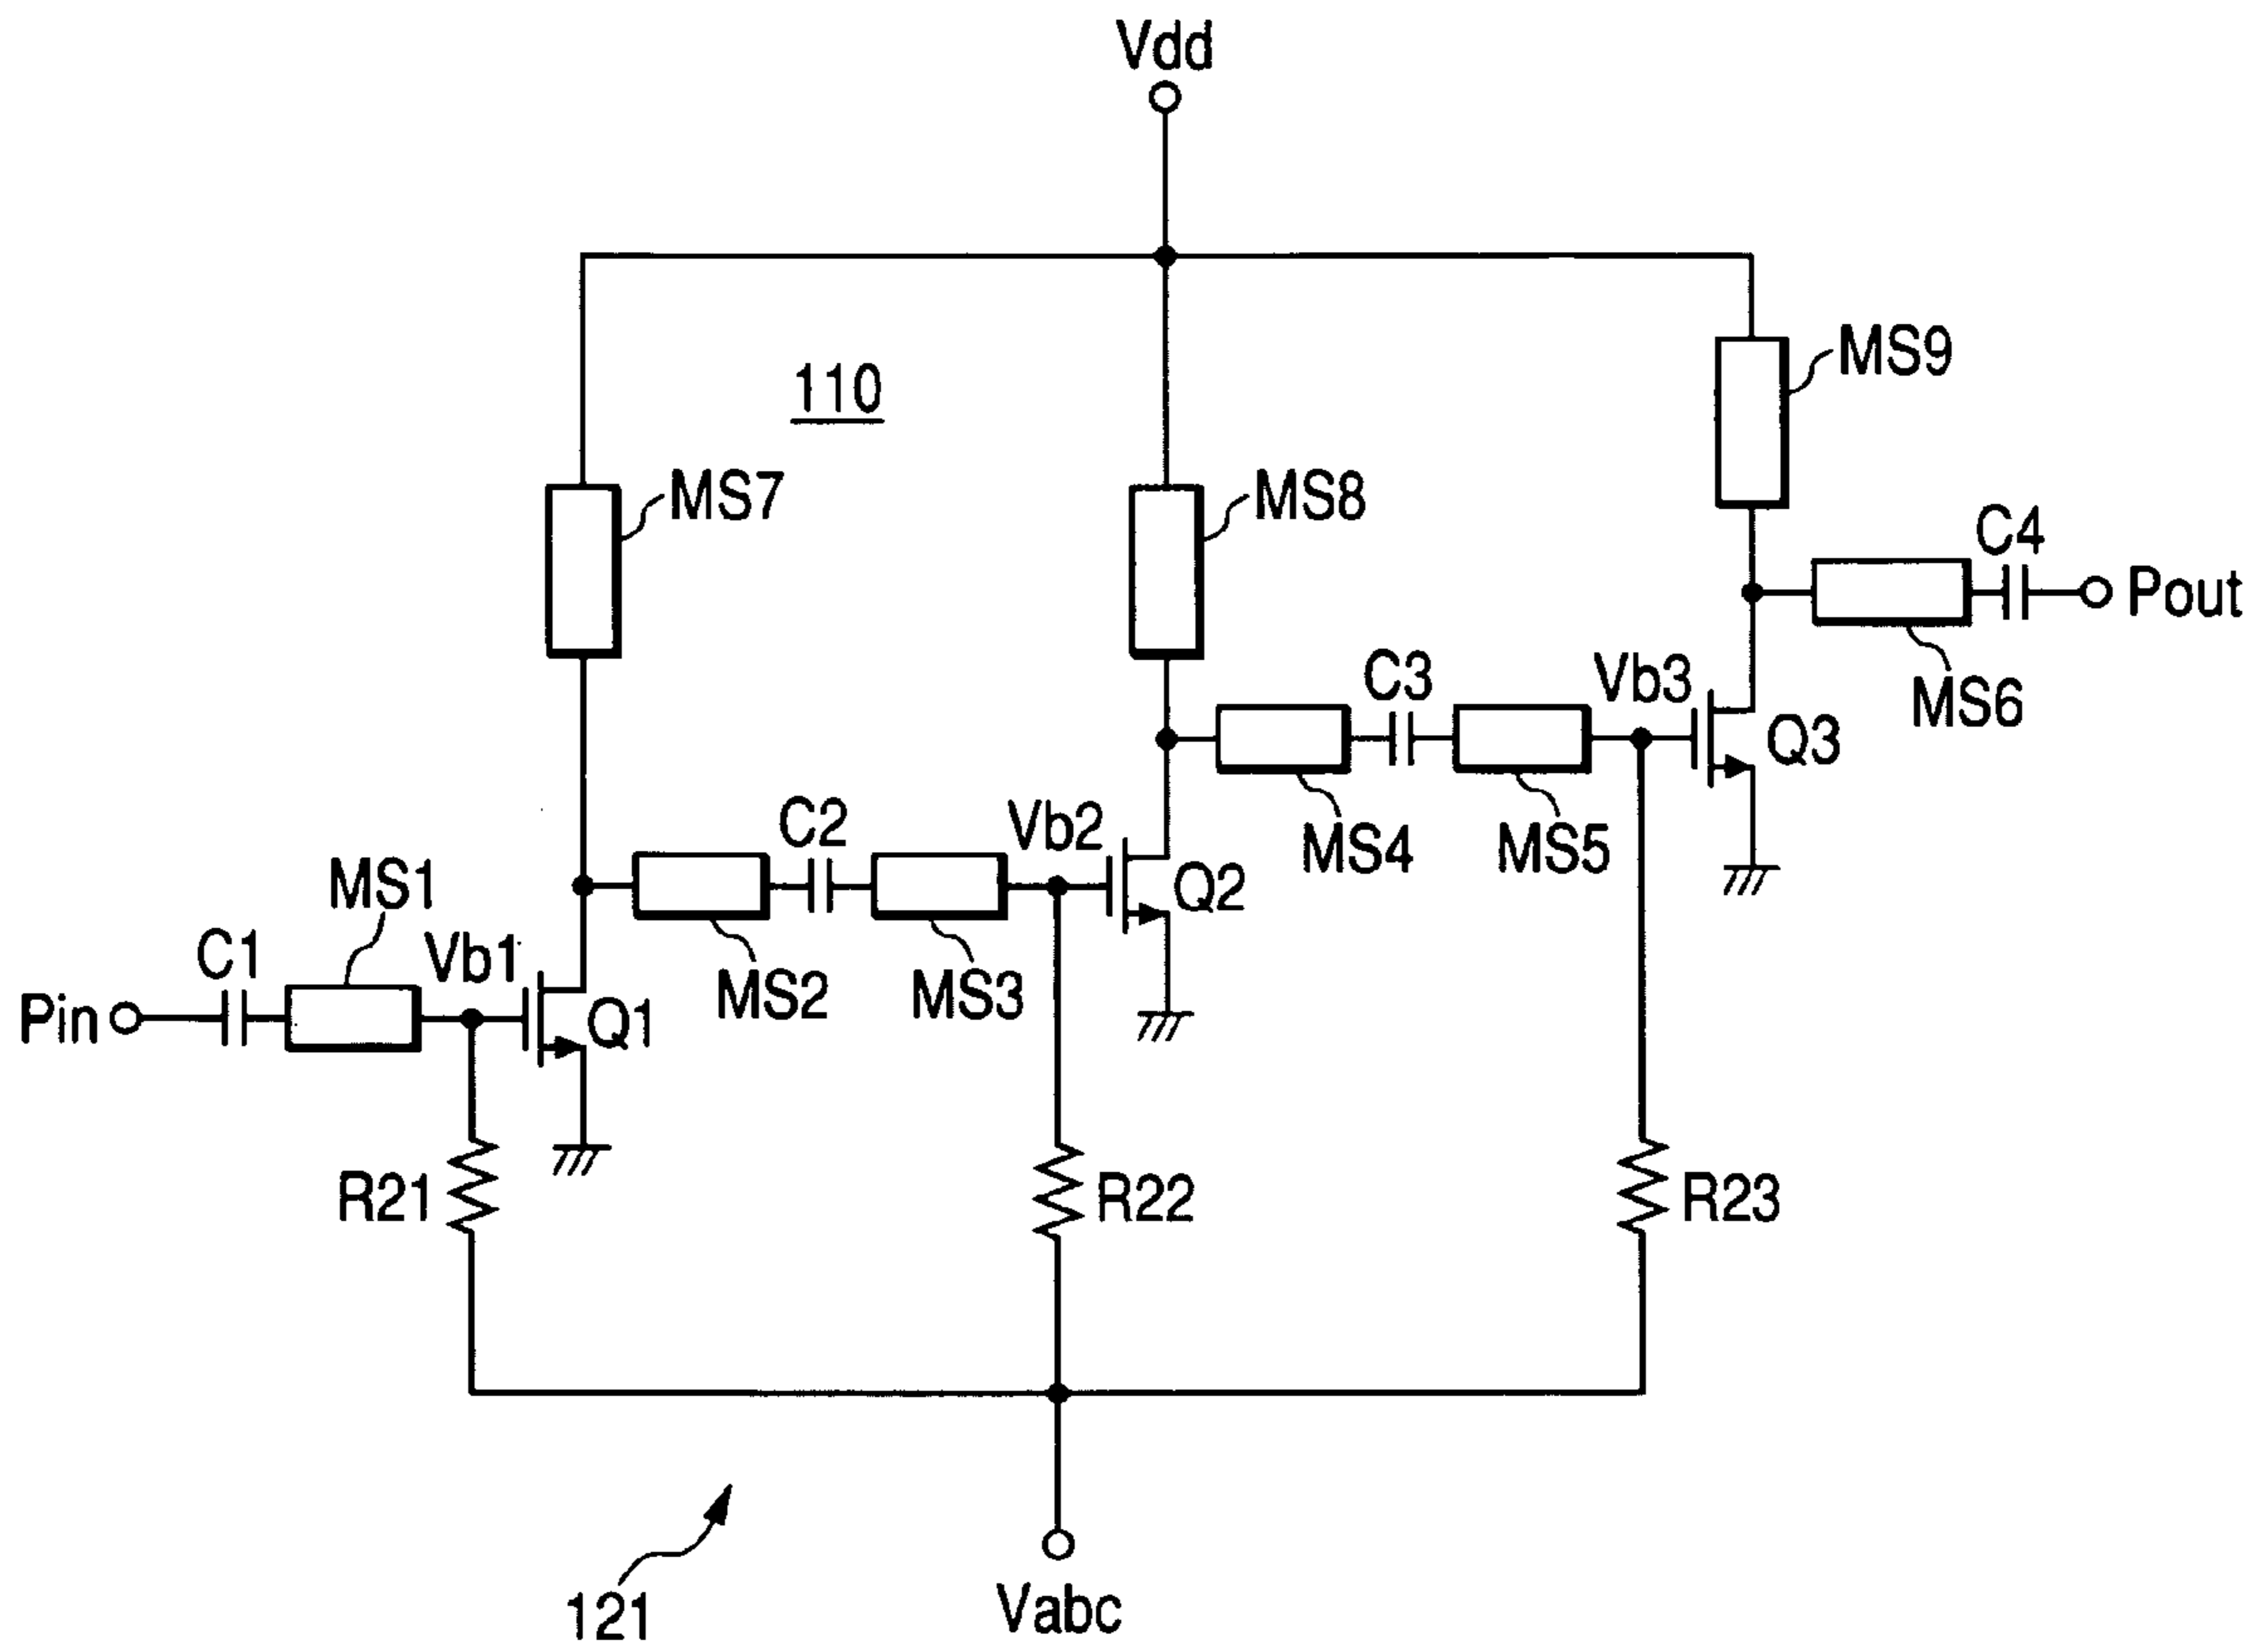 Vdd
110
MS9
MS7
MS8
C4
Pout
MS6
C3
Vb3
Q3
MS4
MS5
C2
Vb2
Q2
MS1
MS2
MS3
C1
Vb1
Pin
Q1
R21
R22
R23
121
Vabc